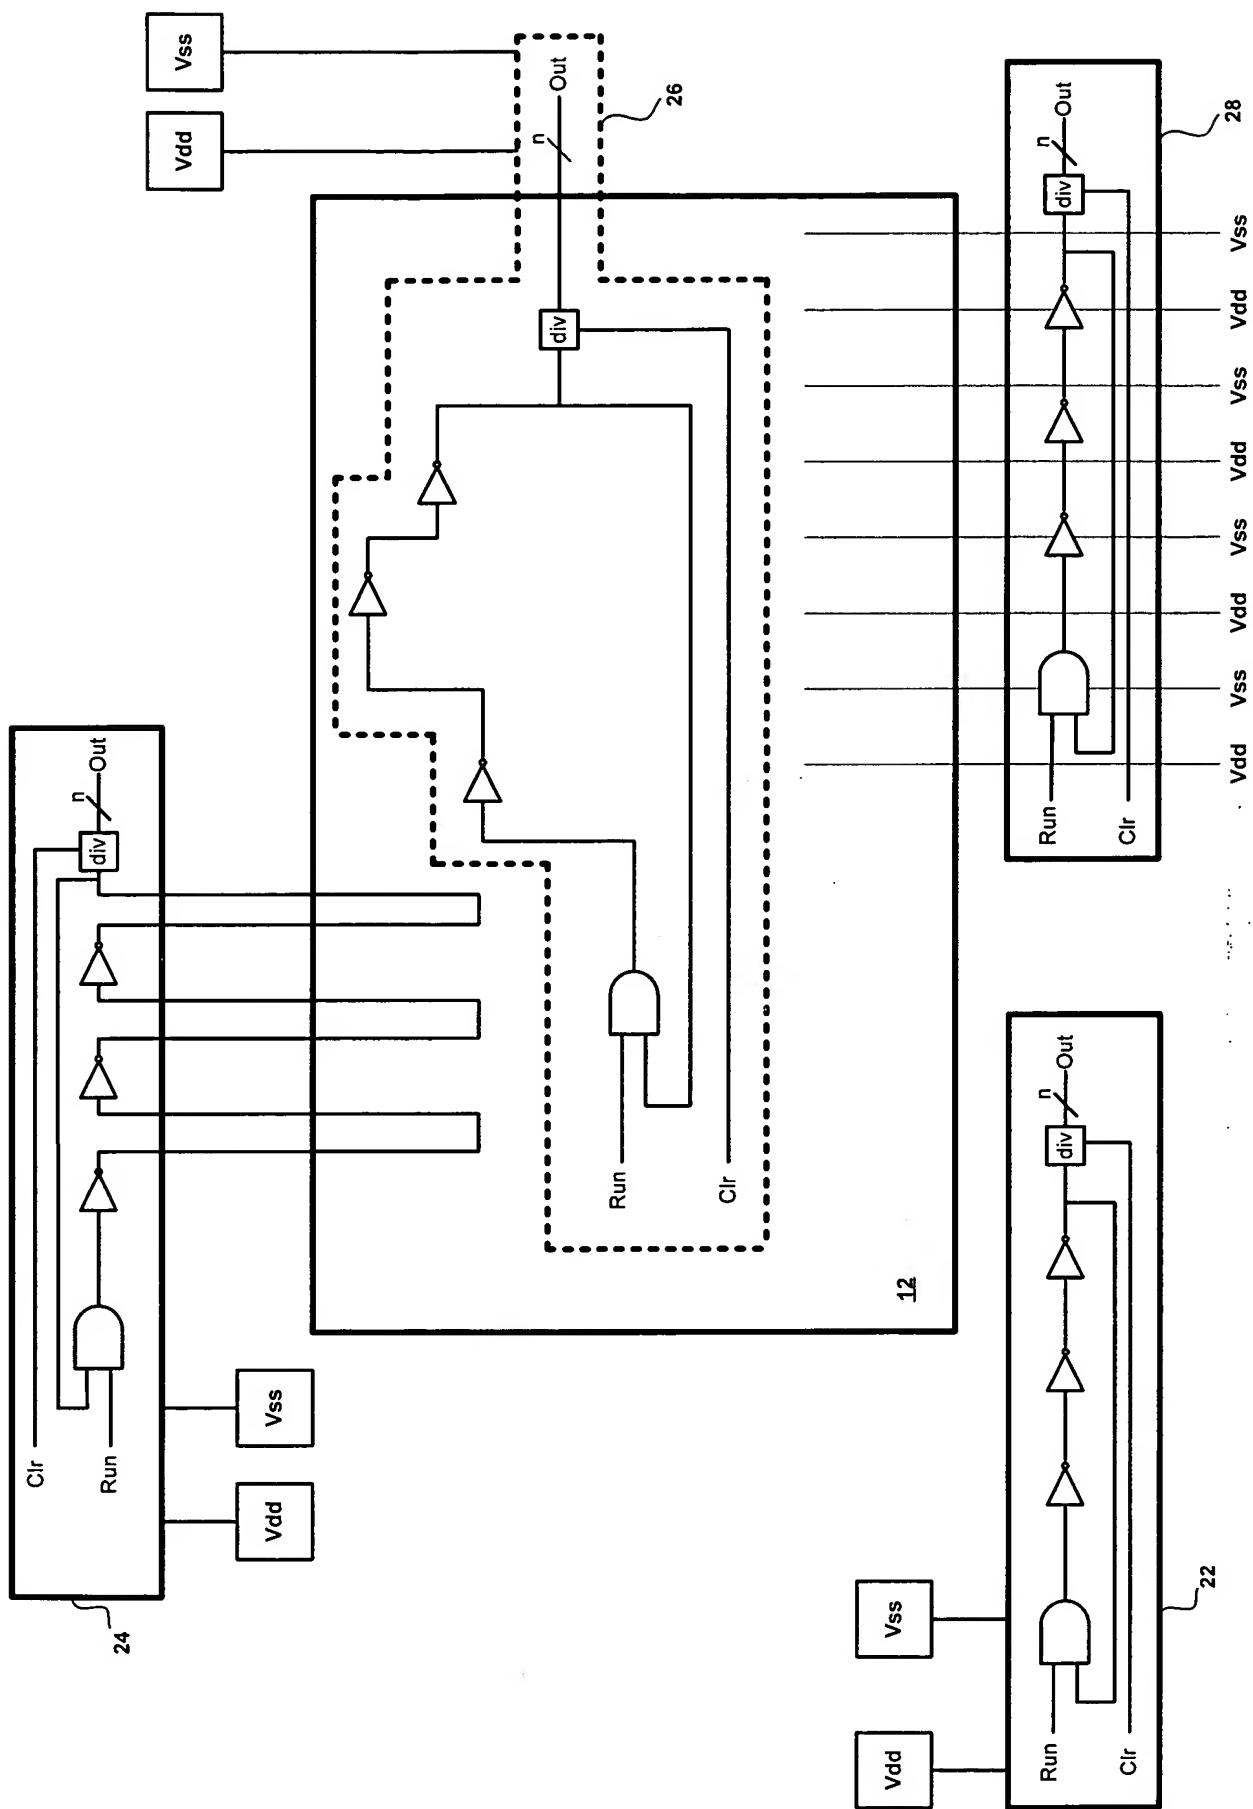 Vss
Vdd
Out
n
26
div
Run
Clr
12
24
Clr
Run
div
n
Out
Vss
Vdd
28
Run
Clr
div
n
Out
Vdd
Vss
Vdd
Vss
Vdd
Vss
Vdd
Vss
22
Run
Clr
div
n
Out
Vss
Vdd